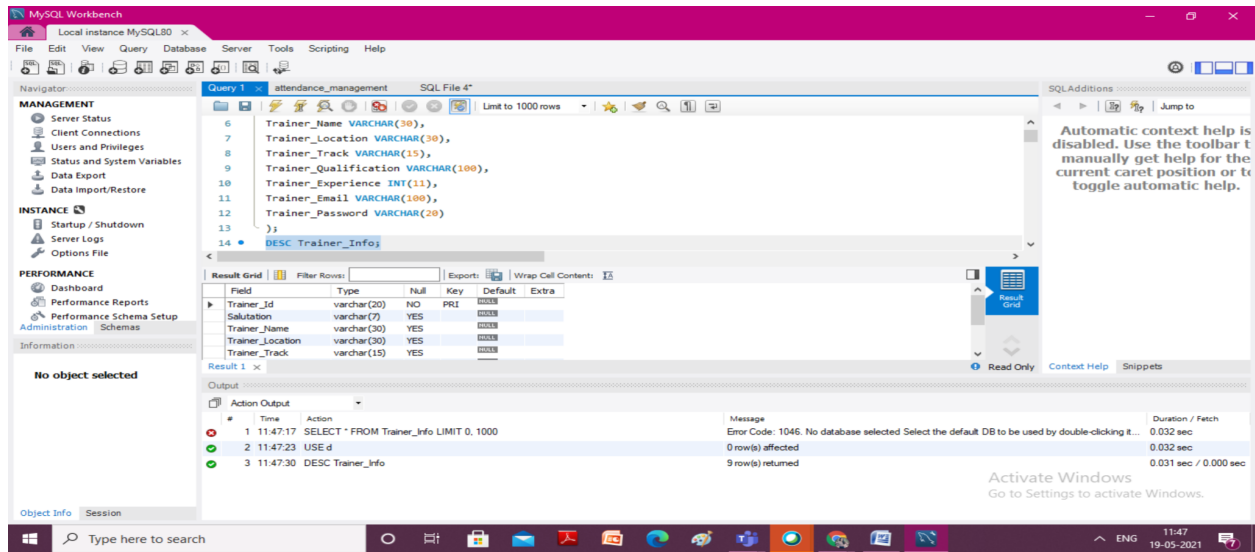 MySQL Workbench
Local instance MySQL80
File Edit View Query Database Server Tools Scripting Help
Navigator
MANAGEMENT
Server Status
Client Connections
Users and Privileges
Status and System Variables
Data Export
Data Import/Restore
INSTANCE
Startup / Shutdown
Server Logs
Options File
PERFORMANCE
Dashboard
Performance Reports
Performance Schema Setup
Administration Schemas
Information
No object selected
Object Info Session
Query 1 attendance_management SQL File 4*
Limit to 1000 rows
6 Trainer_Name VARCHAR(30),
7 Trainer_Location VARCHAR(30),
8 Trainer_Track VARCHAR(15),
9 Trainer_Qualification VARCHAR(100),
10 Trainer_Experience INT(11),
11 Trainer_Email VARCHAR(100),
12 Trainer_Password VARCHAR(20)
13 );
14 DESC Trainer_Info;
Result Grid Filter Rows: Export: Wrap Cell Content:
Field Type Null Key Default Extra
Trainer_Id varchar(20) NO PRI NULL
Salutation varchar(7) YES NULL
Trainer_Name varchar(30) YES NULL
Trainer_Location varchar(30) YES NULL
Trainer_Track varchar(15) YES NULL
Result Grid
Result 1 Read Only
SQLAdditions
Jump to
Automatic context help is
disabled. Use the toolbar t
manually get help for the
current caret position or to
toggle automatic help.
Context Help Snippets
Output
Action Output
# Time Action Message Duration / Fetch
1 11:47:17 SELECT * FROM Trainer_Info LIMIT 0, 1000 Error Code: 1046. No database selected Select the default DB to be used by double-clicking it... 0.032 sec
2 11:47:23 USE d 0 row(s) affected 0.032 sec
3 11:47:30 DESC Trainer_Info 9 row(s) returned 0.031 sec / 0.000 sec
Activate Windows
Go to Settings to activate Windows.
Type here to search
ENG
11:47
19-05-2021